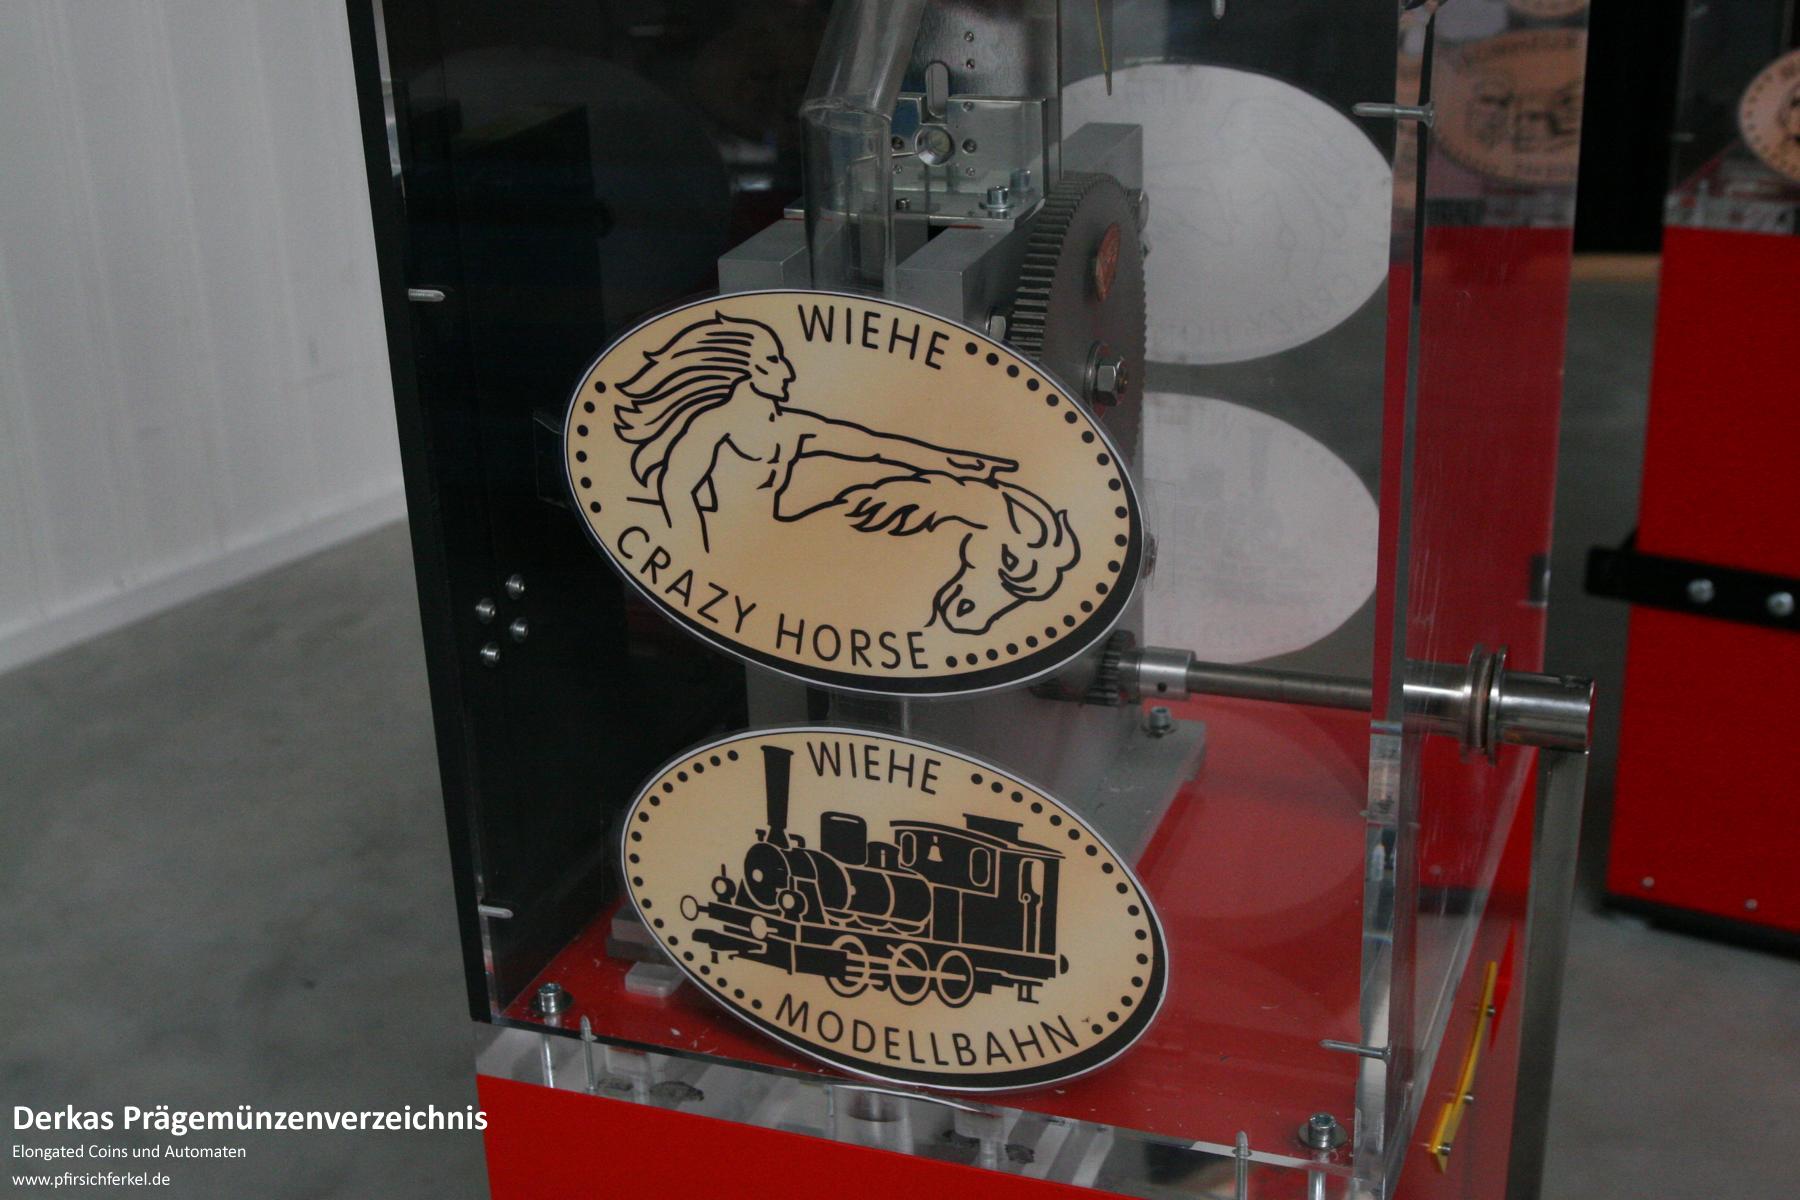 WIEHE
CRAZY HORSE
WIEHE
MODELLBAHN
Derkas Prägemünzenverzeichnis
Elongated Coins und Automaten
www.pfirsichferkel.de